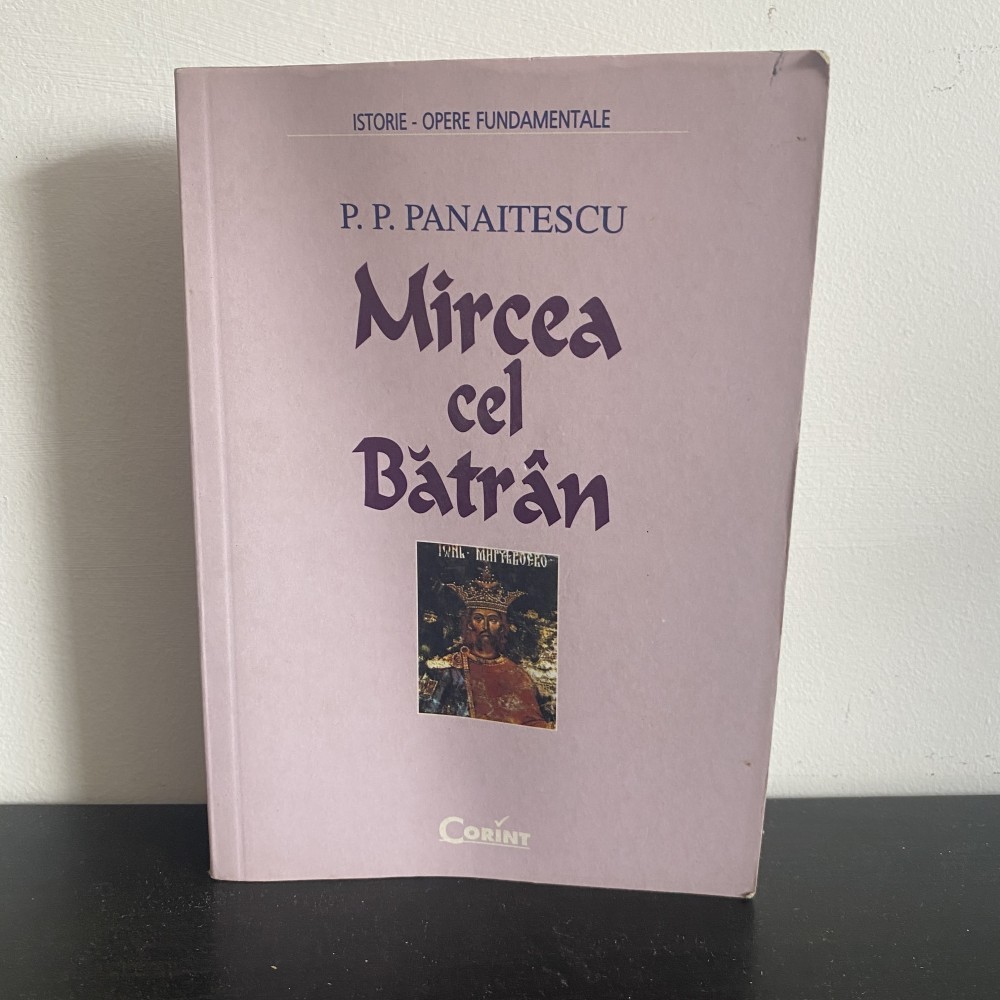 ISTORIE - OPERE FUNDAMENTALE
P. P. PANAITESCU
Mircea
cel
Bătrân
CORINT